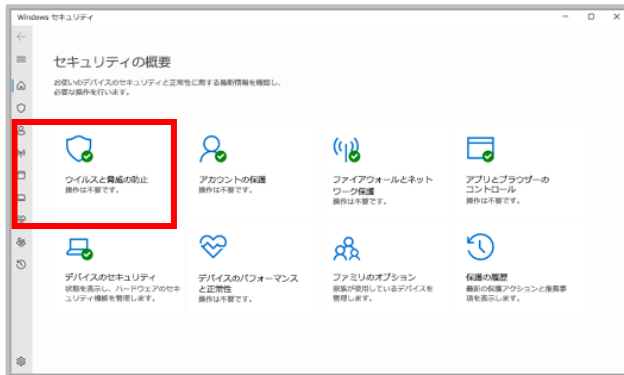 Windows セキュリティ
セキュリティの概要
お使いのデバイスのセキュリティと正常性に関する最新情報を確認し、
必要な操作を行います。
ウイルスと脅威の防止
操作は不要です。
アカウントの保護
操作は不要です。
ファイアウォールとネット
ワーク保護
操作は不要です。
アプリとブラウザーの
コントロール
操作は不要です。
デバイスのセキュリティ
状態を表示し、ハードウェアのセキ
ュリティ機能を管理します。
デバイスのパフォーマンス
と正常性
操作は不要です。
ファミリのオプション
家族が使用しているデバイスを
管理します。
保護の履歴
最新の保護アクションと推奨事
項を表示します。